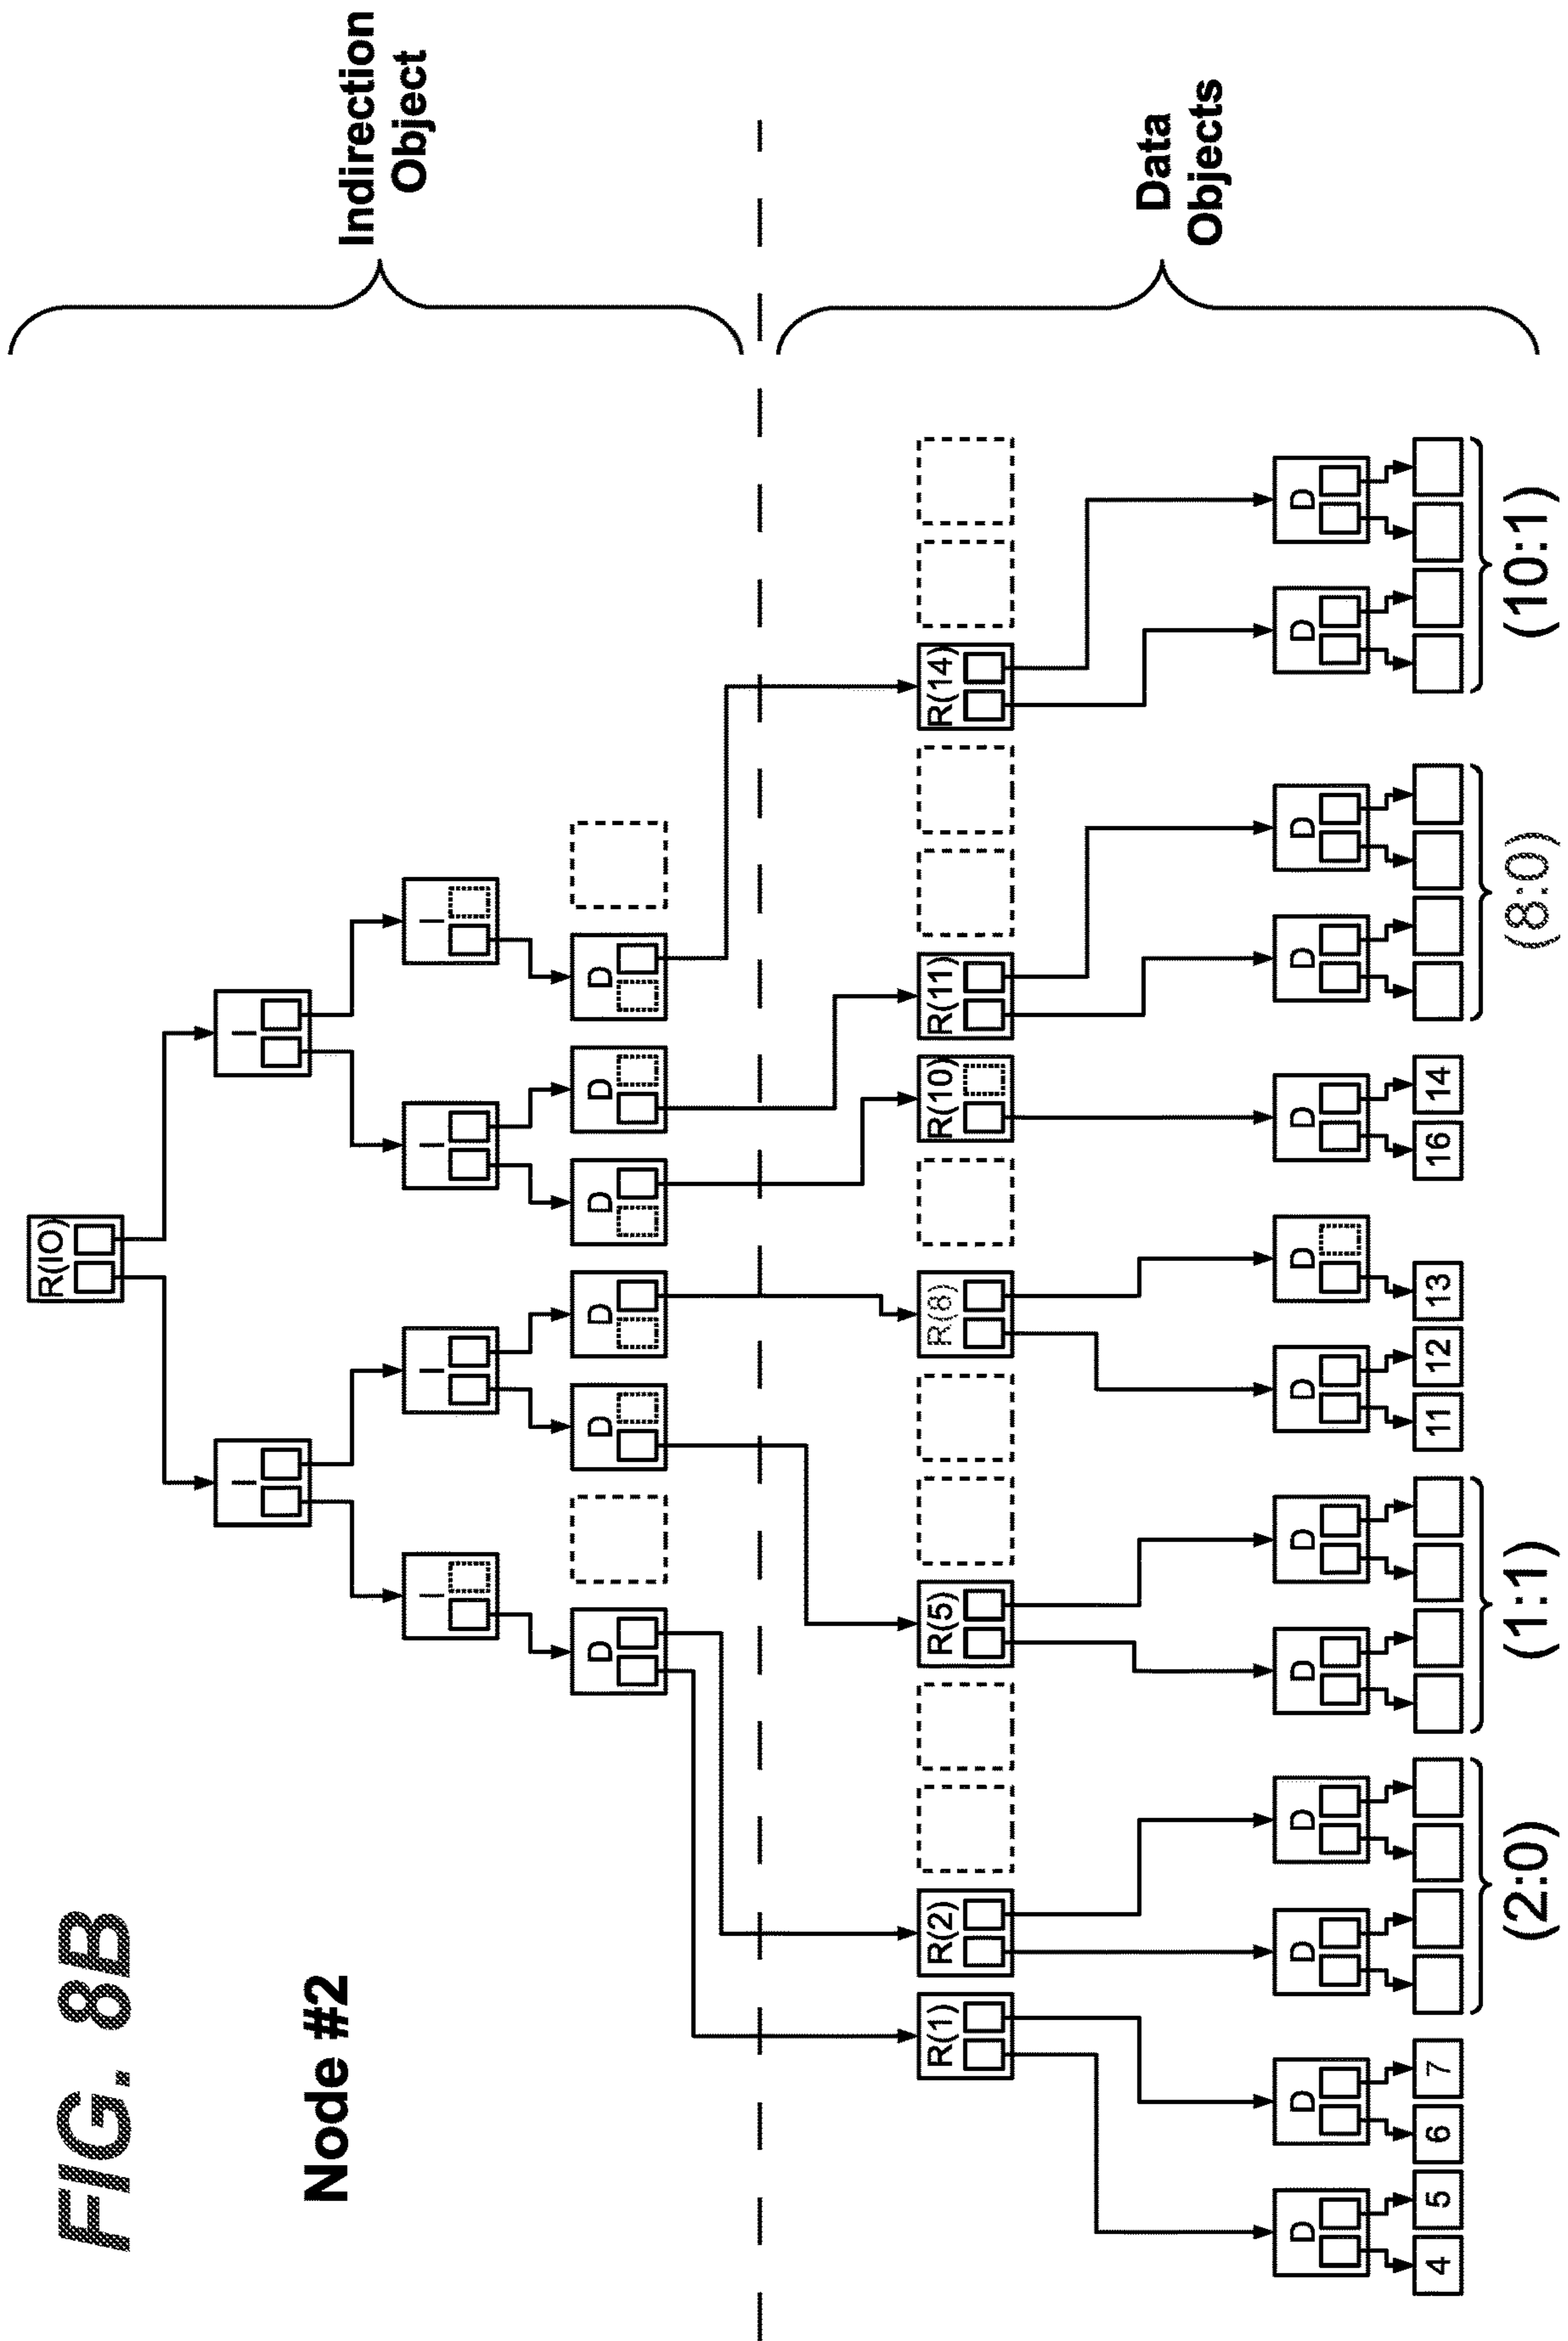 FIG. 8B
Node #2
R(IO)
I I
I I I I
D D D D D D
Indirection
Object
R(1) R(2) R(5) R(8) R(10) R(11) R(14)
D D D D D D D D D D D D D
4 5 6 7 11 12 13 16 14
(2:0) (1:1) (8:0) (10:1)
Data
Objects